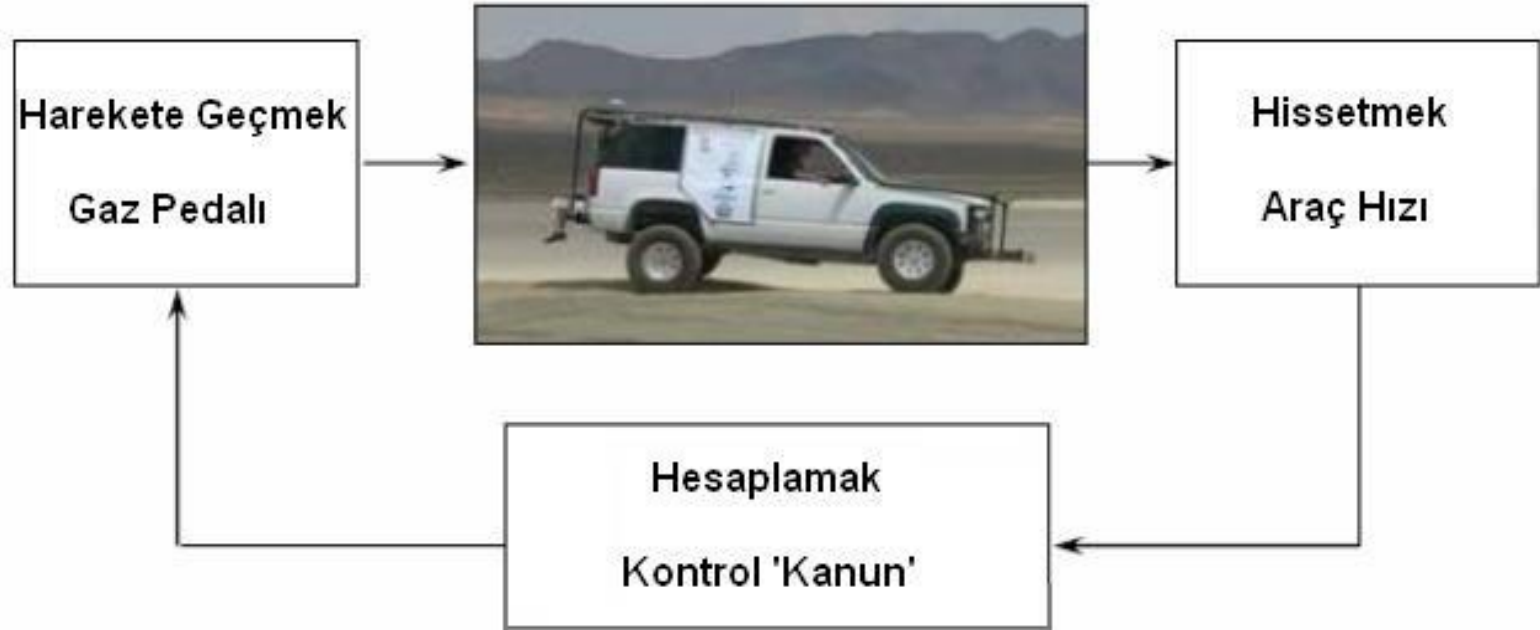 Harekete Geçmek
Gaz Pedalı
Hissetmek
Araç Hızı
Hesaplamak
Kontrol 'Kanun'